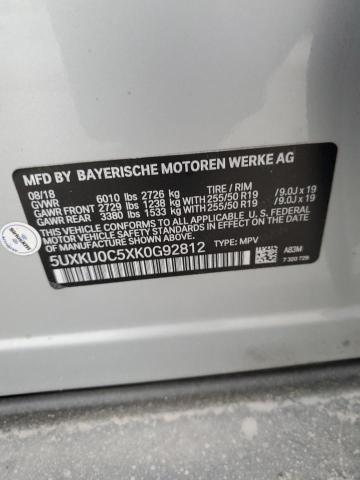 MFD BY BAYERISCHE MOTOREN WERKE AG
08/18
GVWR 6010 lbs 2726 kg TIRE / RIM
GAWR FRONT 2729 lbs 1238 kg WITH 255/50 R19 /9.0J x 19
GAWR REAR 3380 lbs 1533 kg WITH 255/50 R19 /9.0J x 19
THIS VEHICLE CONFORMS TO ALL APPLICABLE U.S. FEDERAL
MOTOR VEHICLE SAFETY STANDARDS IN EFFECT ON THE DATE
OF MANUFACTURE SHOWN ABOVE.
5UXKU0C5XK0G92812 TYPE: MPV
A83M
7 320 728